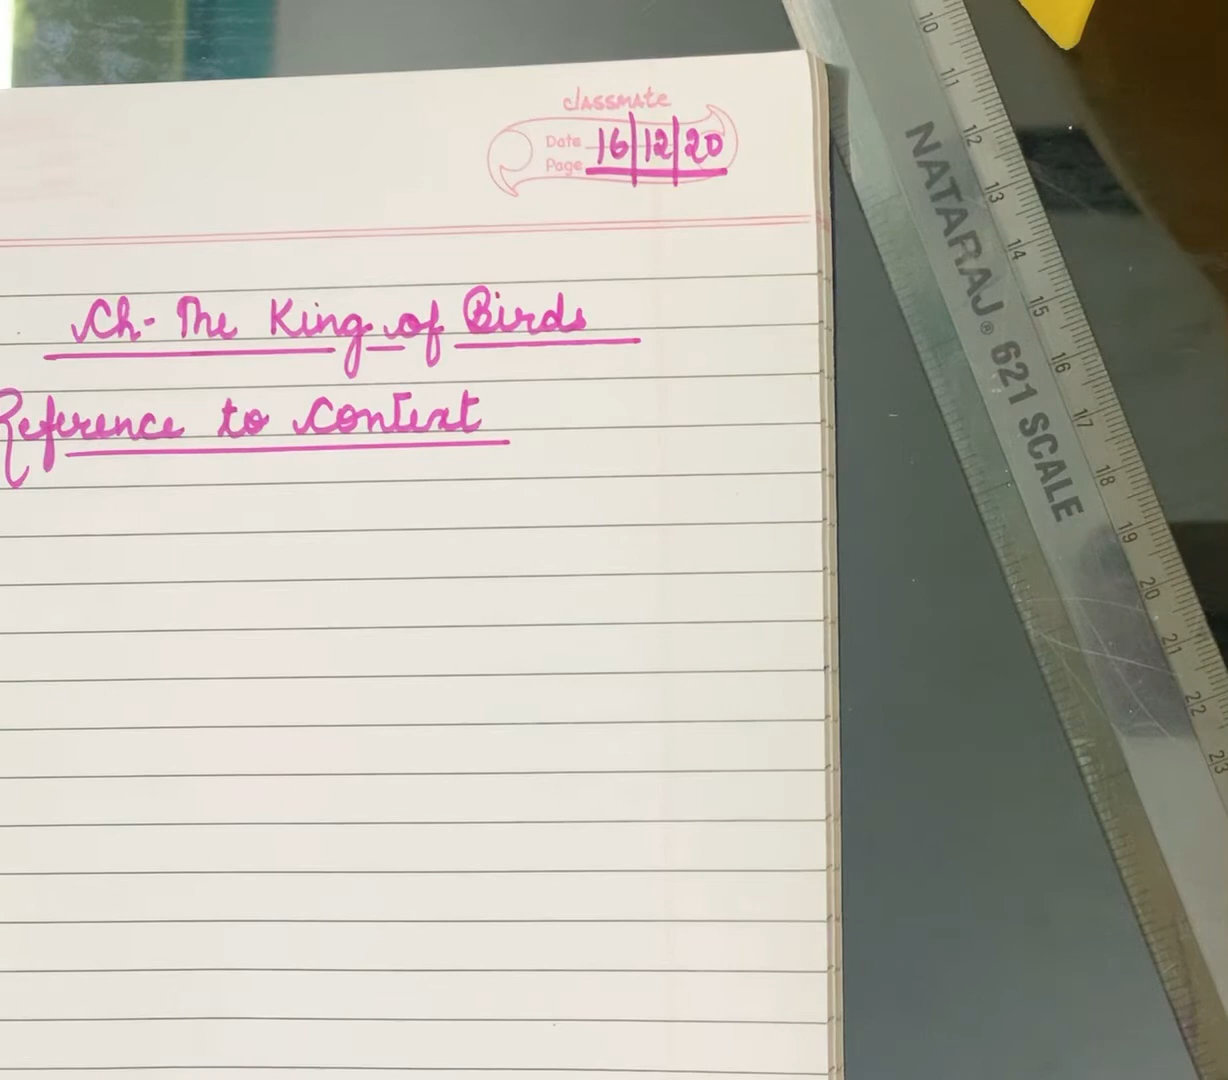 classmate
Date 16/12/20
Page
Ch- The King of Birds
Reference to Context
NATARAJ® 621 SCALE
10 11 12 13 14 15 16 17 18 19 20 21 22 23